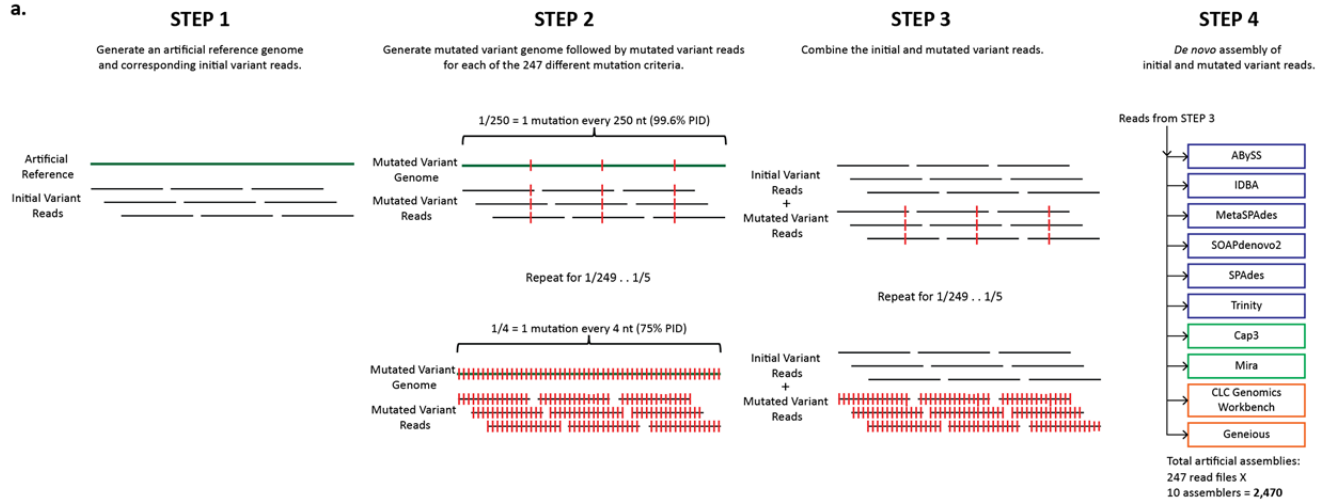 a.
STEP 1
Generate an artificial reference genome
and corresponding initial variant reads.
Artificial
Reference
Initial Variant
Reads
STEP 2
Generate mutated variant genome followed by mutated variant reads
for each of the 247 different mutation criteria.
1/250 = 1 mutation every 250 nt (99.6% PID)
Mutated Variant
Genome
Mutated Variant
Reads
Repeat for 1/249 . . 1/5
1/4 = 1 mutation every 4 nt (75% PID)
Mutated Variant
Genome
Mutated Variant
Reads
STEP 3
Combine the initial and mutated variant reads.
Initial Variant
Reads
+
Mutated Variant
Reads
Repeat for 1/249 . . 1/5
Initial Variant
Reads
+
Mutated Variant
Reads
STEP 4
De novo assembly of
initial and mutated variant reads.
Reads from STEP 3
ABySS
IDBA
MetaSPAdes
SOAPdenovo2
SPAdes
Trinity
Cap3
Mira
CLC Genomics
Workbench
Geneious
Total artificial assemblies:
247 read files X
10 assemblers = 2,470